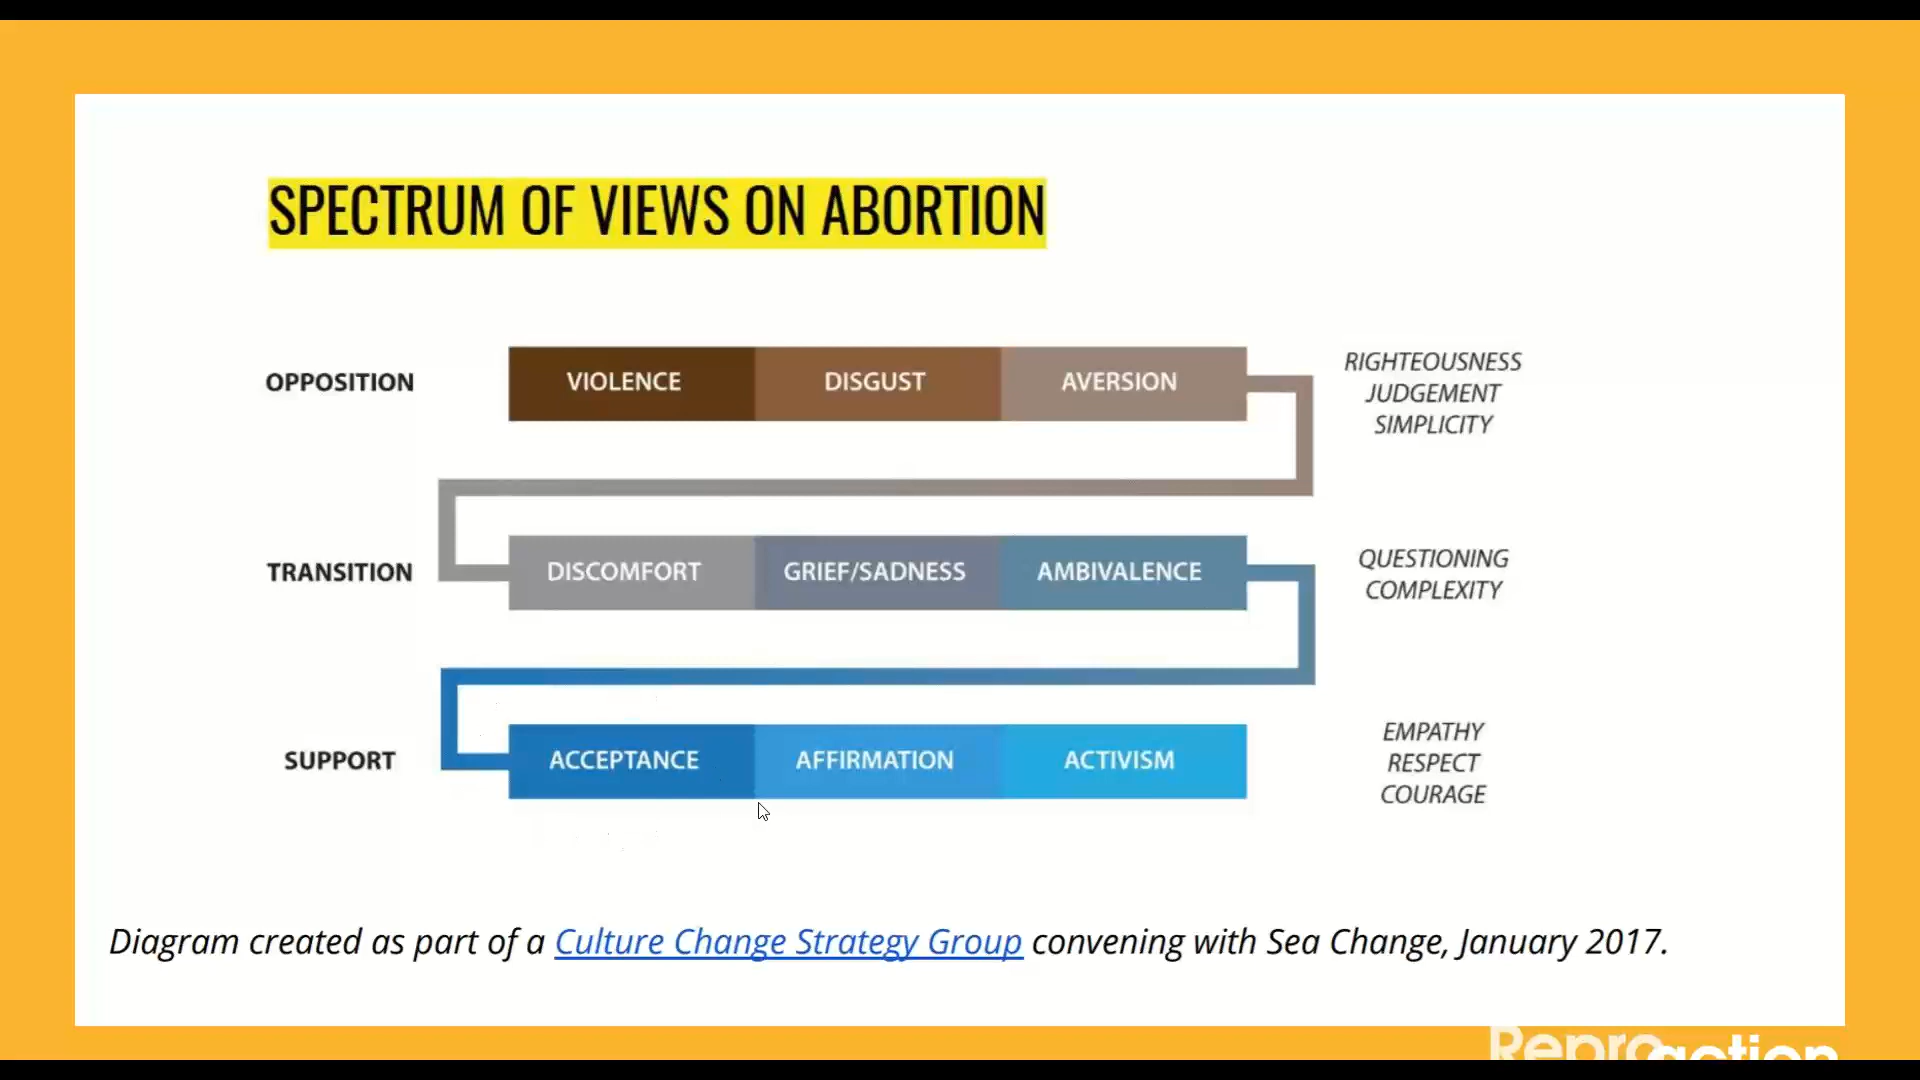 SPECTRUM OF VIEWS ON ABORTION
OPPOSITION
VIOLENCE
DISGUST
AVERSION
RIGHTEOUSNESS
JUDGEMENT
SIMPLICITY
TRANSITION
DISCOMFORT
GRIEF/SADNESS
AMBIVALENCE
QUESTIONING
COMPLEXITY
SUPPORT
ACCEPTANCE
AFFIRMATION
ACTIVISM
EMPATHY
RESPECT
COURAGE
Diagram created as part of a Culture Change Strategy Group convening with Sea Change, January 2017.
Reproaction